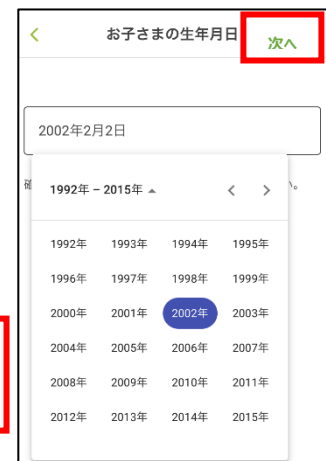 お子さまの生年月日
次へ
2002年2月2日
い。
1992年 – 2015年
1992年 1993年 1994年 1995年
1996年 1997年 1998年 1999年
2000年 2001年 2002年 2003年
2004年 2005年 2006年 2007年
2008年 2009年 2010年 2011年
2012年 2013年 2014年 2015年